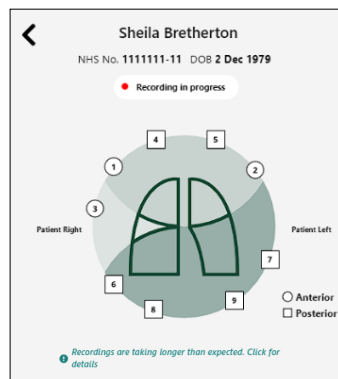 Sheila Bretherton
NHS No. 1111111-11 DOB 2 Dec 1979
Recording in progress
4 5
1 2
3
Patient Right Patient Left
7
6
8 9
Anterior
Posterior
Recordings are taking longer than expected. Click for
details